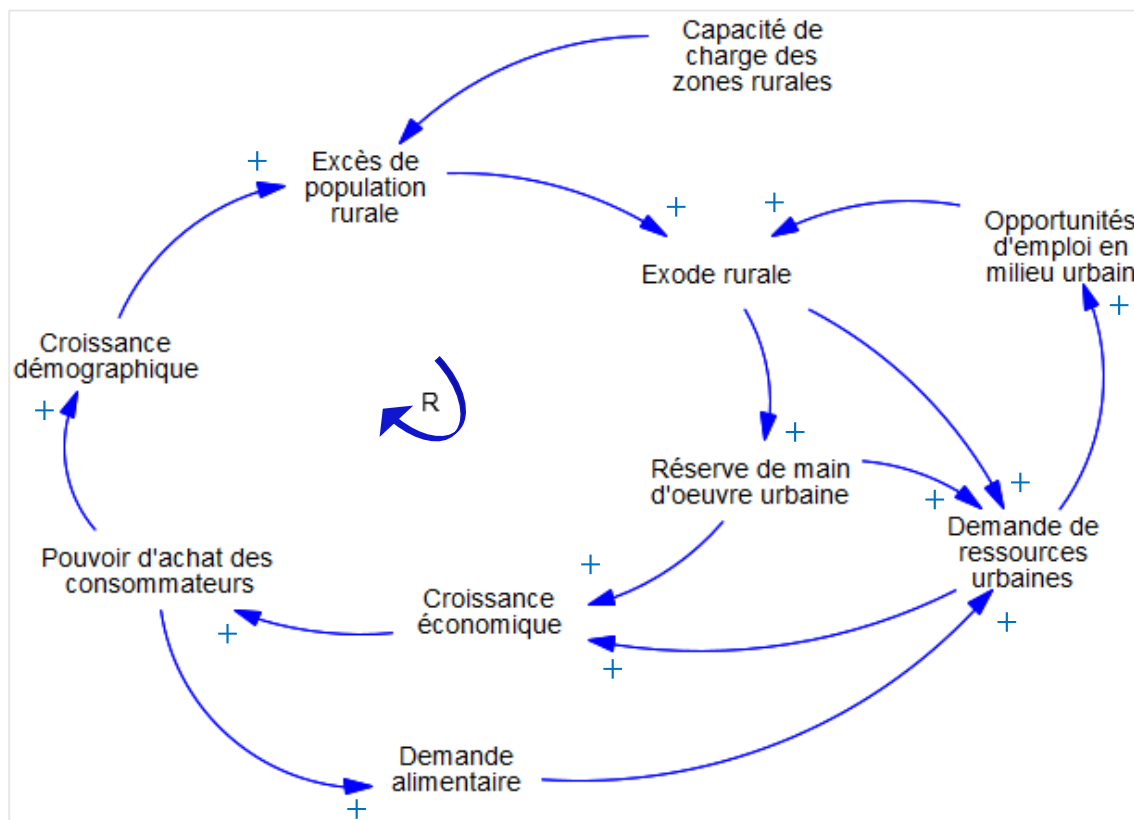 Capacité de
charge des
zones rurales
+
Excès de
population
rurale
+
+
Opportunités
d'emploi en
milieu urbain
+
Exode rurale
Croissance
démographique
+
R
+
Réserve de main
d'oeuvre urbaine
+
+
Demande de
ressources
urbaines
+
Pouvoir d'achat des
consommateurs
+
+
Croissance
économique
+
Demande
alimentaire
+